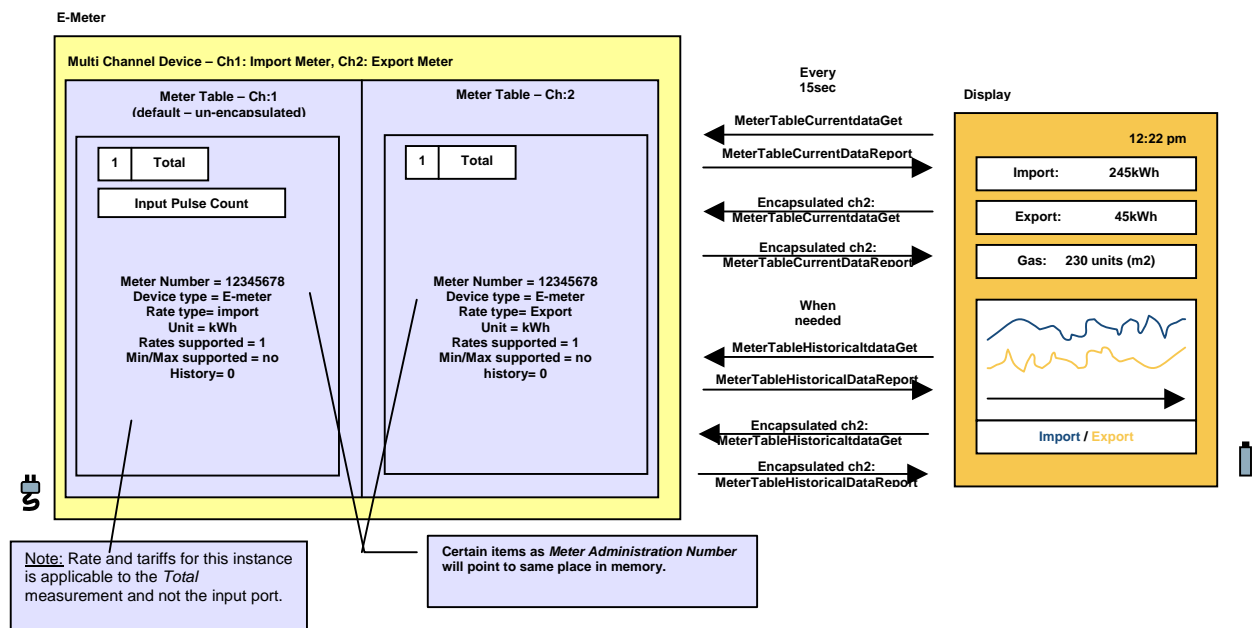 E-Meter
Multi Channel Device – Ch1: Import Meter, Ch2: Export Meter
Meter Table – Ch:1
(default – un-encapsulated)
1 Total
Input Pulse Count
Meter Number = 12345678
Device type = E-meter
Rate type= import
Unit = kWh
Rates supported = 1
Min/Max supported = no
History= 0
Meter Table – Ch:2
1 Total
Meter Number = 12345678
Device type = E-meter
Rate type= Export
Unit = kWh
Rates supported = 1
Min/Max supported = no
history= 0
Note: Rate and tariffs for this instance
is applicable to the Total
measurement and not the input port.
Certain items as Meter Administration Number
will point to same place in memory.
Every
15sec
MeterTableCurrentdataGet
MeterTableCurrentDataReport
Encapsulated ch2:
MeterTableCurrentdataGet
Encapsulated ch2:
MeterTableCurrentDataReport
When
needed
MeterTableHistoricaltdataGet
MeterTableHistoricalDataReport
Encapsulated ch2:
MeterTableHistoricaltdataGet
Encapsulated ch2:
MeterTableHistoricalDataReport
Display
12:22 pm
Import: 245kWh
Export: 45kWh
Gas: 230 units (m2)
Import / Export